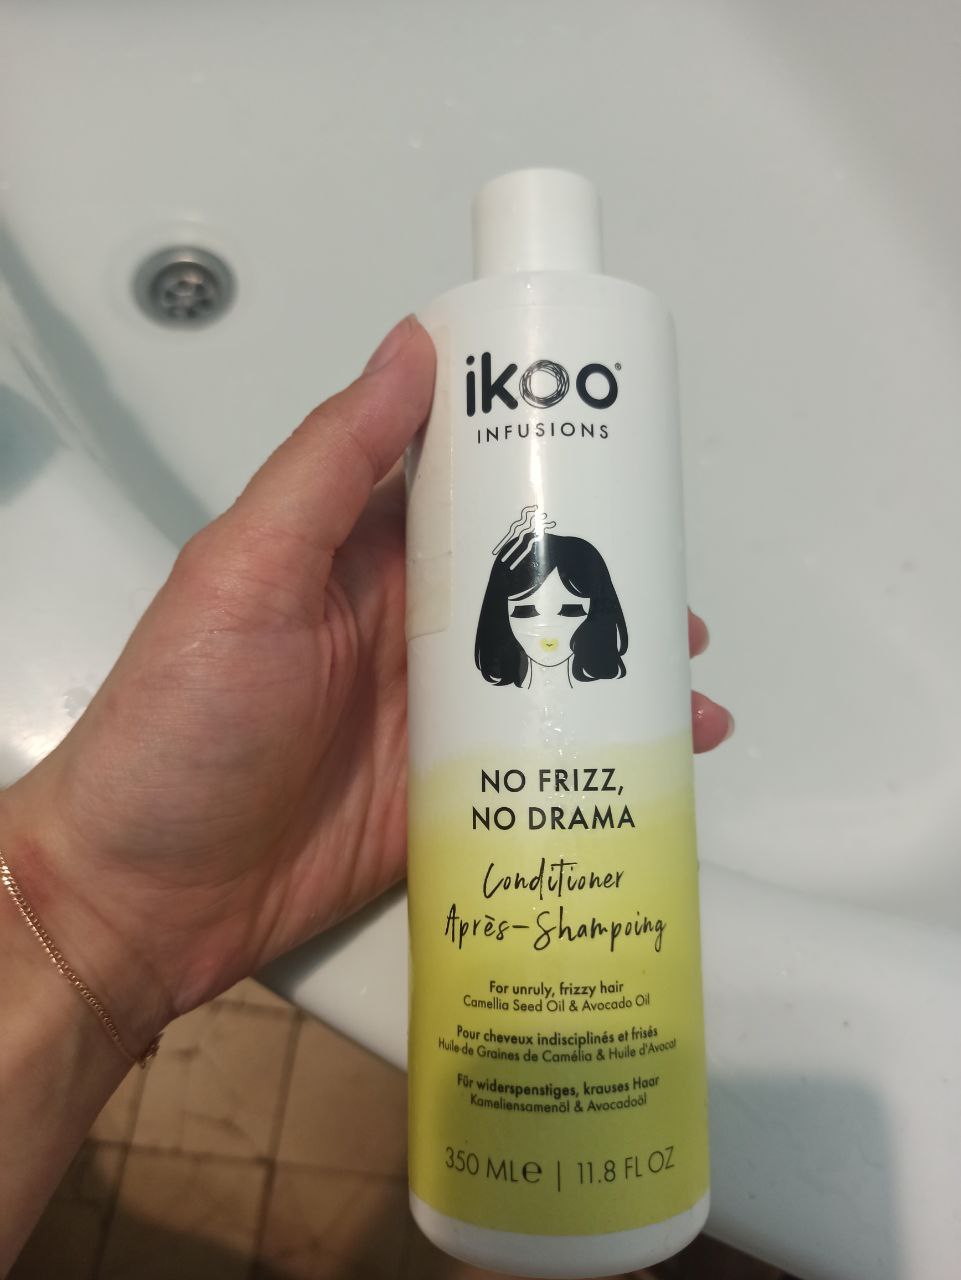 ikoo®
INFUSIONS
NO FRIZZ,
NO DRAMA
Conditioner
Après-Shampoing
For unruly, frizzy hair
Camellia Seed Oil & Avocado Oil
Pour cheveux indisciplinés et frisés
Huile de Graines de Camélia & Huile d'Avocat
Für widerspenstiges, krauses Haar
Kameliensamenöl & Avocadoöl
350 ML℮ | 11.8 FL OZ